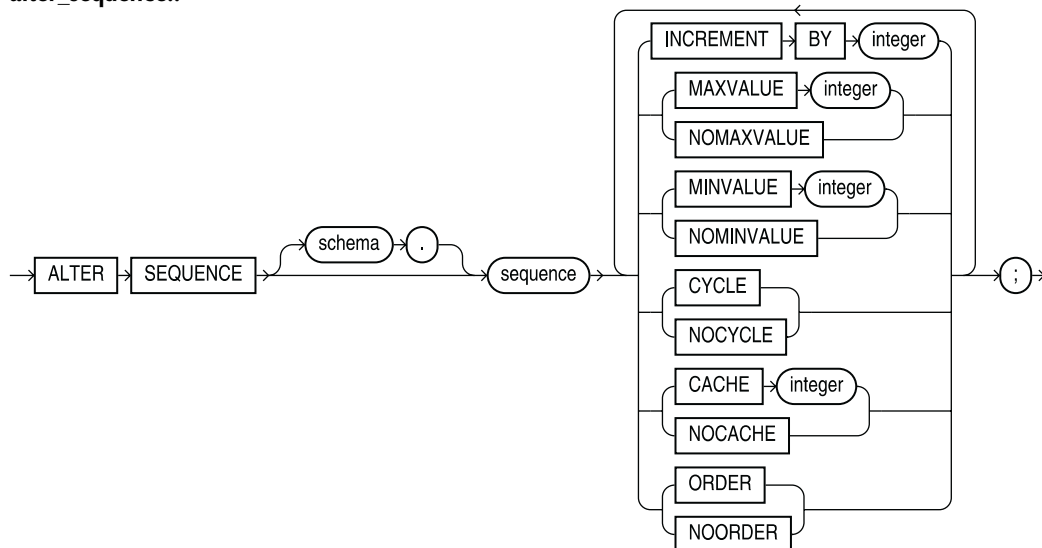 INCREMENT BY integer
MAXVALUE integer
NOMAXVALUE
MINVALUE integer
NOMINVALUE
schema .
ALTER SEQUENCE sequence ;
CYCLE
NOCYCLE
CACHE integer
NOCACHE
ORDER
NOORDER